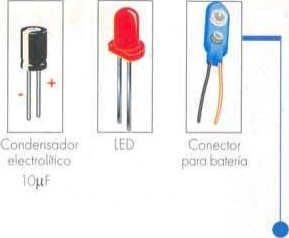 - +
Condensador
electrolítico
10µF
LED
Conector
para batería